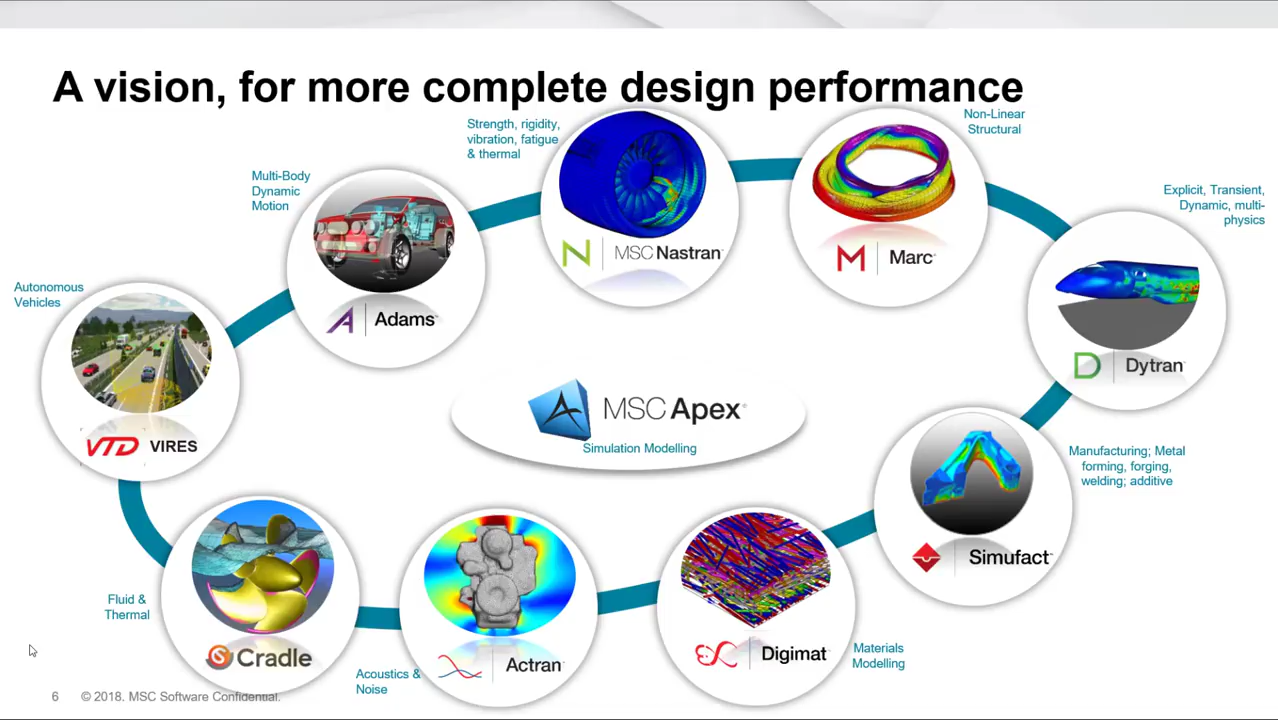 A vision, for more complete design performance
Strength, rigidity,
vibration, fatigue
& thermal
MSC Nastran
Non-Linear
Structural
Marc
Multi-Body
Dynamic
Motion
Adams
Explicit, Transient,
Dynamic, multi-
physics
Dytran
Autonomous
Vehicles
VTD VIRES
MSC Apex
Simulation Modelling
Manufacturing; Metal
forming, forging,
welding; additive
Simufact
Fluid &
Thermal
Cradle
Acoustics &
Noise
Actran
Digimat
Materials
Modelling
6 © 2018. MSC Software Confidential.